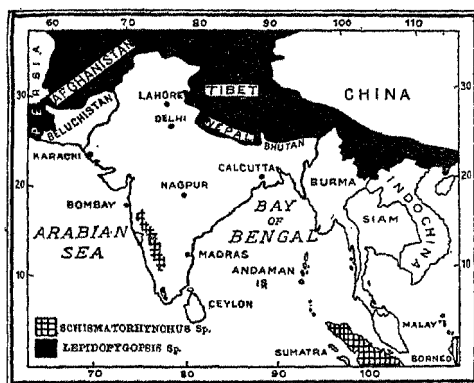 60 70 80 90 100 110
PERSIA
AFGHANISTAN
BELUCHISTAN
LAHORE
DELHI
TIBET
NEPAL
BHUTAN
CHINA
30
30
KARACHI
CALCUTTA
BURMA
20
20
NAGPUR
BOMBAY
BAY
OF
BENGAL
SIAM
INDOCHINA
ARABIAN
SEA
MADRAS
ANDAMAN
IS
10
10
CEYLON
MALAY
SUMATRA
BORNEO
SCHISMATORHYNCHUS Sp.
LEPIDOPYGOPSIS Sp.
70 80 90 100